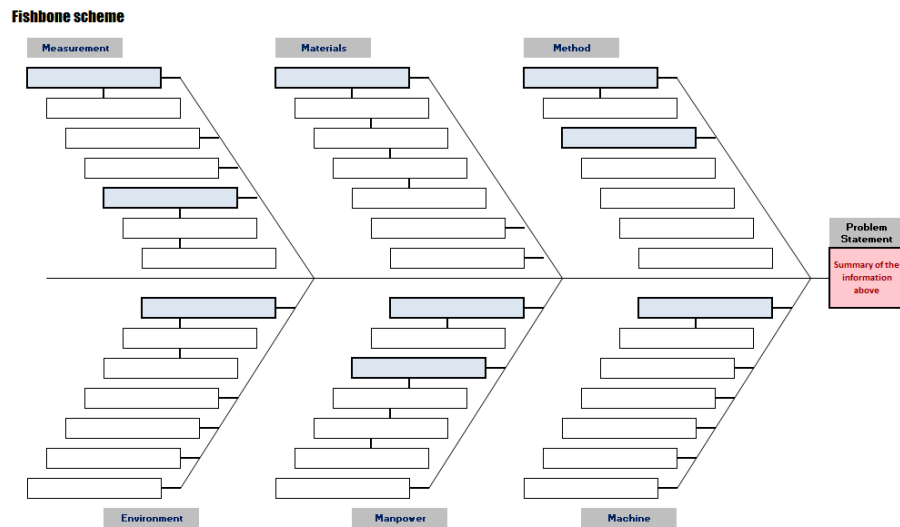 Fishbone scheme
Measurement
Materials
Method
Problem
Statement
Summary of the
information
above
Environment
Manpower
Machine